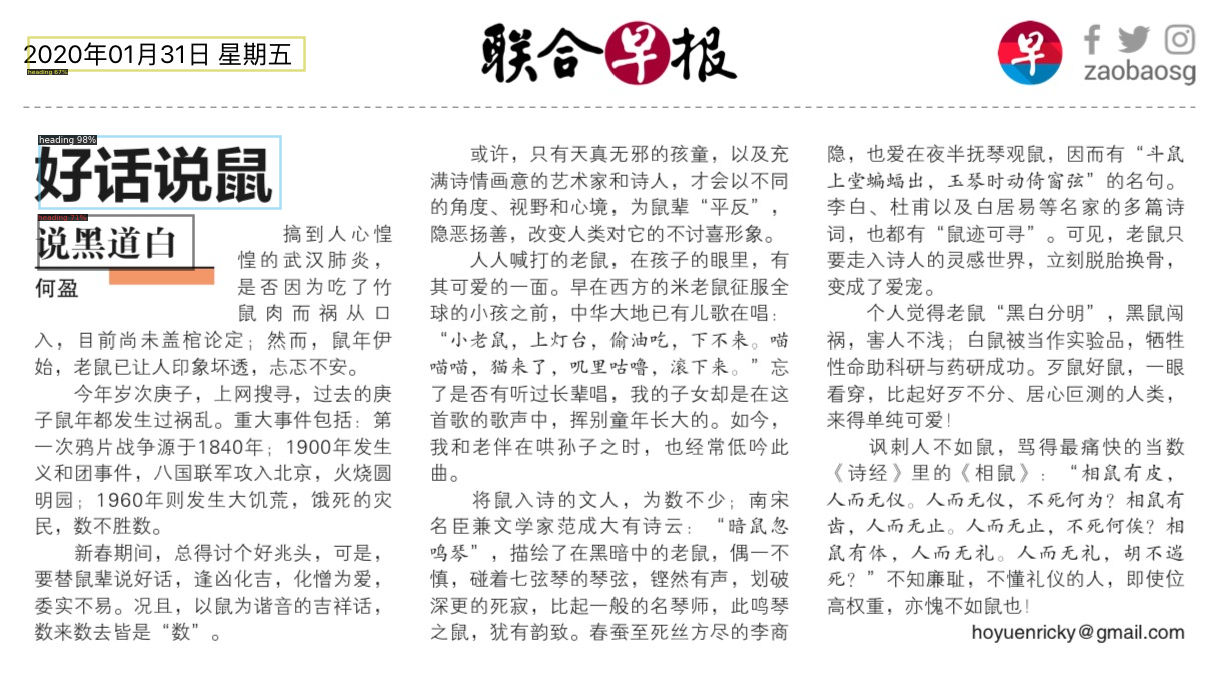 2020年01月31日 星期五
heading 67%
联合早报
早
zaobaosg
heading 98%
好话说鼠
heading 71%
说黑道白
何盈
搞到人心惶
惶的武汉肺炎，
是否因为吃了竹
鼠肉而祸从口
入，目前尚未盖棺论定；然而，鼠年伊
始，老鼠已让人印象坏透，忐忑不安。
今年岁次庚子，上网搜寻，过去的庚
子鼠年都发生过祸乱。重大事件包括：第
一次鸦片战争源于1840年；1900年发生
义和团事件，八国联军攻入北京，火烧圆
明园；1960年则发生大饥荒，饿死的灾
民，数不胜数。
新春期间，总得讨个好兆头，可是，
要替鼠辈说好话，逢凶化吉，化憎为爱，
委实不易。况且，以鼠为谐音的吉祥话，
数来数去皆是“数”。
或许，只有天真无邪的孩童，以及充
满诗情画意的艺术家和诗人，才会以不同
的角度、视野和心境，为鼠辈“平反”，
隐恶扬善，改变人类对它的不讨喜形象。
人人喊打的老鼠，在孩子的眼里，有
其可爱的一面。早在西方的米老鼠征服全
球的小孩之前，中华大地已有儿歌在唱：
“小老鼠，上灯台，偷油吃，下不来。喵
喵喵，猫来了，叽里咕噜，滚下来。”忘
了是否有听过长辈唱，我的子女却是在这
首歌的歌声中，挥别童年长大的。如今，
我和老伴在哄孙子之时，也经常低吟此
曲。
将鼠入诗的文人，为数不少；南宋
名臣兼文学家范成大有诗云：“暗鼠忽
鸣琴”，描绘了在黑暗中的老鼠，偶一不
慎，碰着七弦琴的琴弦，铿然有声，划破
深更的死寂，比起一般的名琴师，此鸣琴
之鼠，犹有韵致。春蚕至死丝方尽的李商
隐，也爱在夜半抚琴观鼠，因而有“斗鼠
上堂蝙蝠出，玉琴时动倚窗弦”的名句。
李白、杜甫以及白居易等名家的多篇诗
词，也都有“鼠迹可寻”。可见，老鼠只
要走入诗人的灵感世界，立刻脱胎换骨，
变成了爱宠。
个人觉得老鼠“黑白分明”，黑鼠闯
祸，害人不浅；白鼠被当作实验品，牺牲
性命助科研与药研成功。歹鼠好鼠，一眼
看穿，比起好歹不分、居心叵测的人类，
来得单纯可爱！
讽刺人不如鼠，骂得最痛快的当数
《诗经》里的《相鼠》：“相鼠有皮，
人而无仪。人而无仪，不死何为？相鼠有
齿，人而无止。人而无止，不死何俟？相
鼠有体，人而无礼。人而无礼，胡不遄
死？”不知廉耻，不懂礼仪的人，即使位
高权重，亦愧不如鼠也！
hoyuenricky@gmail.com